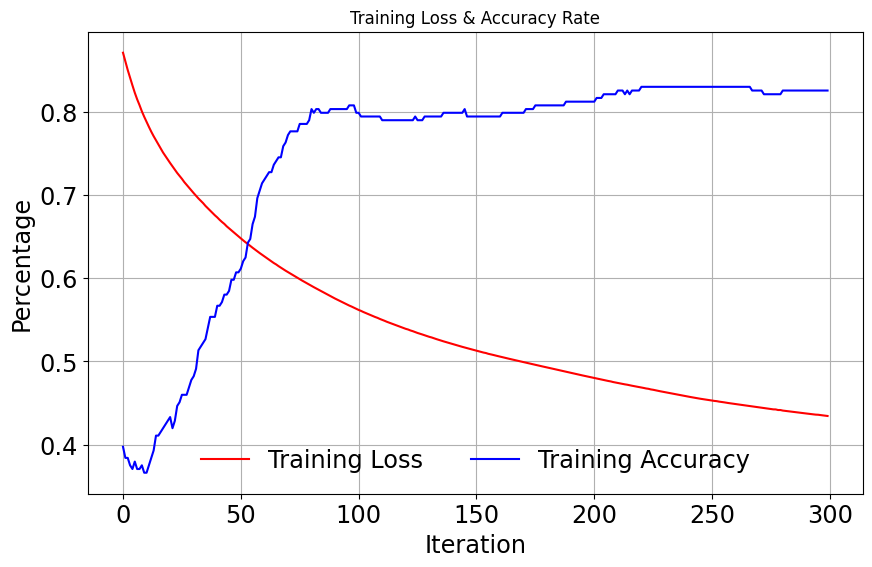 Training Loss & Accuracy Rate
Percentage
0.8
0.7
0.6
0.5
0.4
Training Loss Training Accuracy
0 50 100 150 200 250 300
Iteration